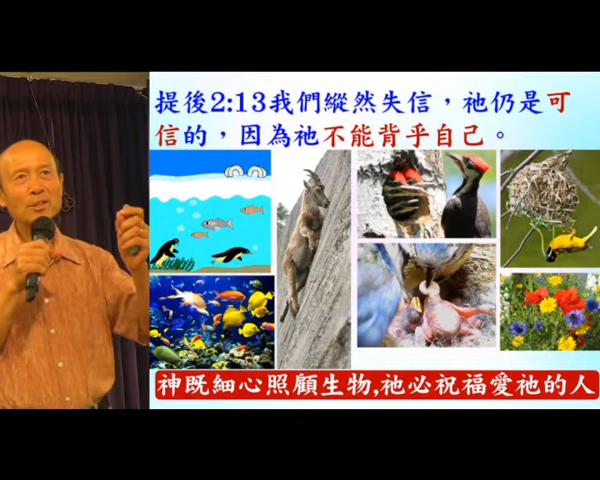 提後2:13我們縱然失信，祂仍是可
信的，因為祂不能背乎自己。
神既細心照顧生物,祂必祝福愛祂的人